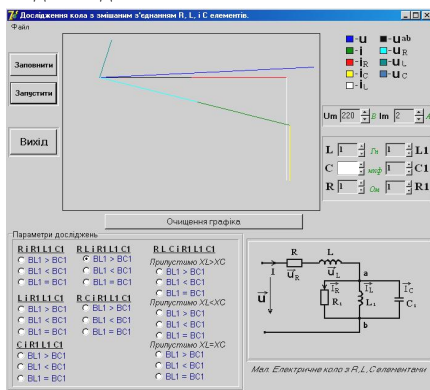 Дослідження кола з змішаним з'єднанням R, L, і C елементів.
Файл
Заповнити
Запустити
Вихід
-u -uab
-i -uR
-iR -uL
-iC -uC
-iL
Um 220 В Im 2 А
L 1 Гн 1 L1
C мкф 1 C1
R 1 Ом 1 R1
Очищення графіка
Параметри досліджень
R i R1 L1 C1
BL1 > BC1
BL1 < BC1
BL1 = BC1
L i R1 L1 C1
BL1 > BC1
BL1 < BC1
BL1 = BC1
C i R1 L1 C1
BL1 > BC1
BL1 < BC1
BL1 = BC1
R L i R1 L1 C1
BL1 > BC1
BL1 < BC1
BL1 = BC1
R C i R1 L1 C1
BL1 > BC1
BL1 < BC1
BL1 = BC1
R L C i R1 L1 C1
Припустимо XL>XC
BL1 > BC1
BL1 < BC1
BL1 = BC1
Припустимо XL<XC
BL1 > BC1
BL1 < BC1
BL1 = BC1
Припустимо XL=XC
BL1 > BC1
BL1 < BC1
BL1 = BC1
R L
I uR uL a
IR IL IC
u R1 L1 C1
b
Мал. Електричне коло з R,L,C елементами